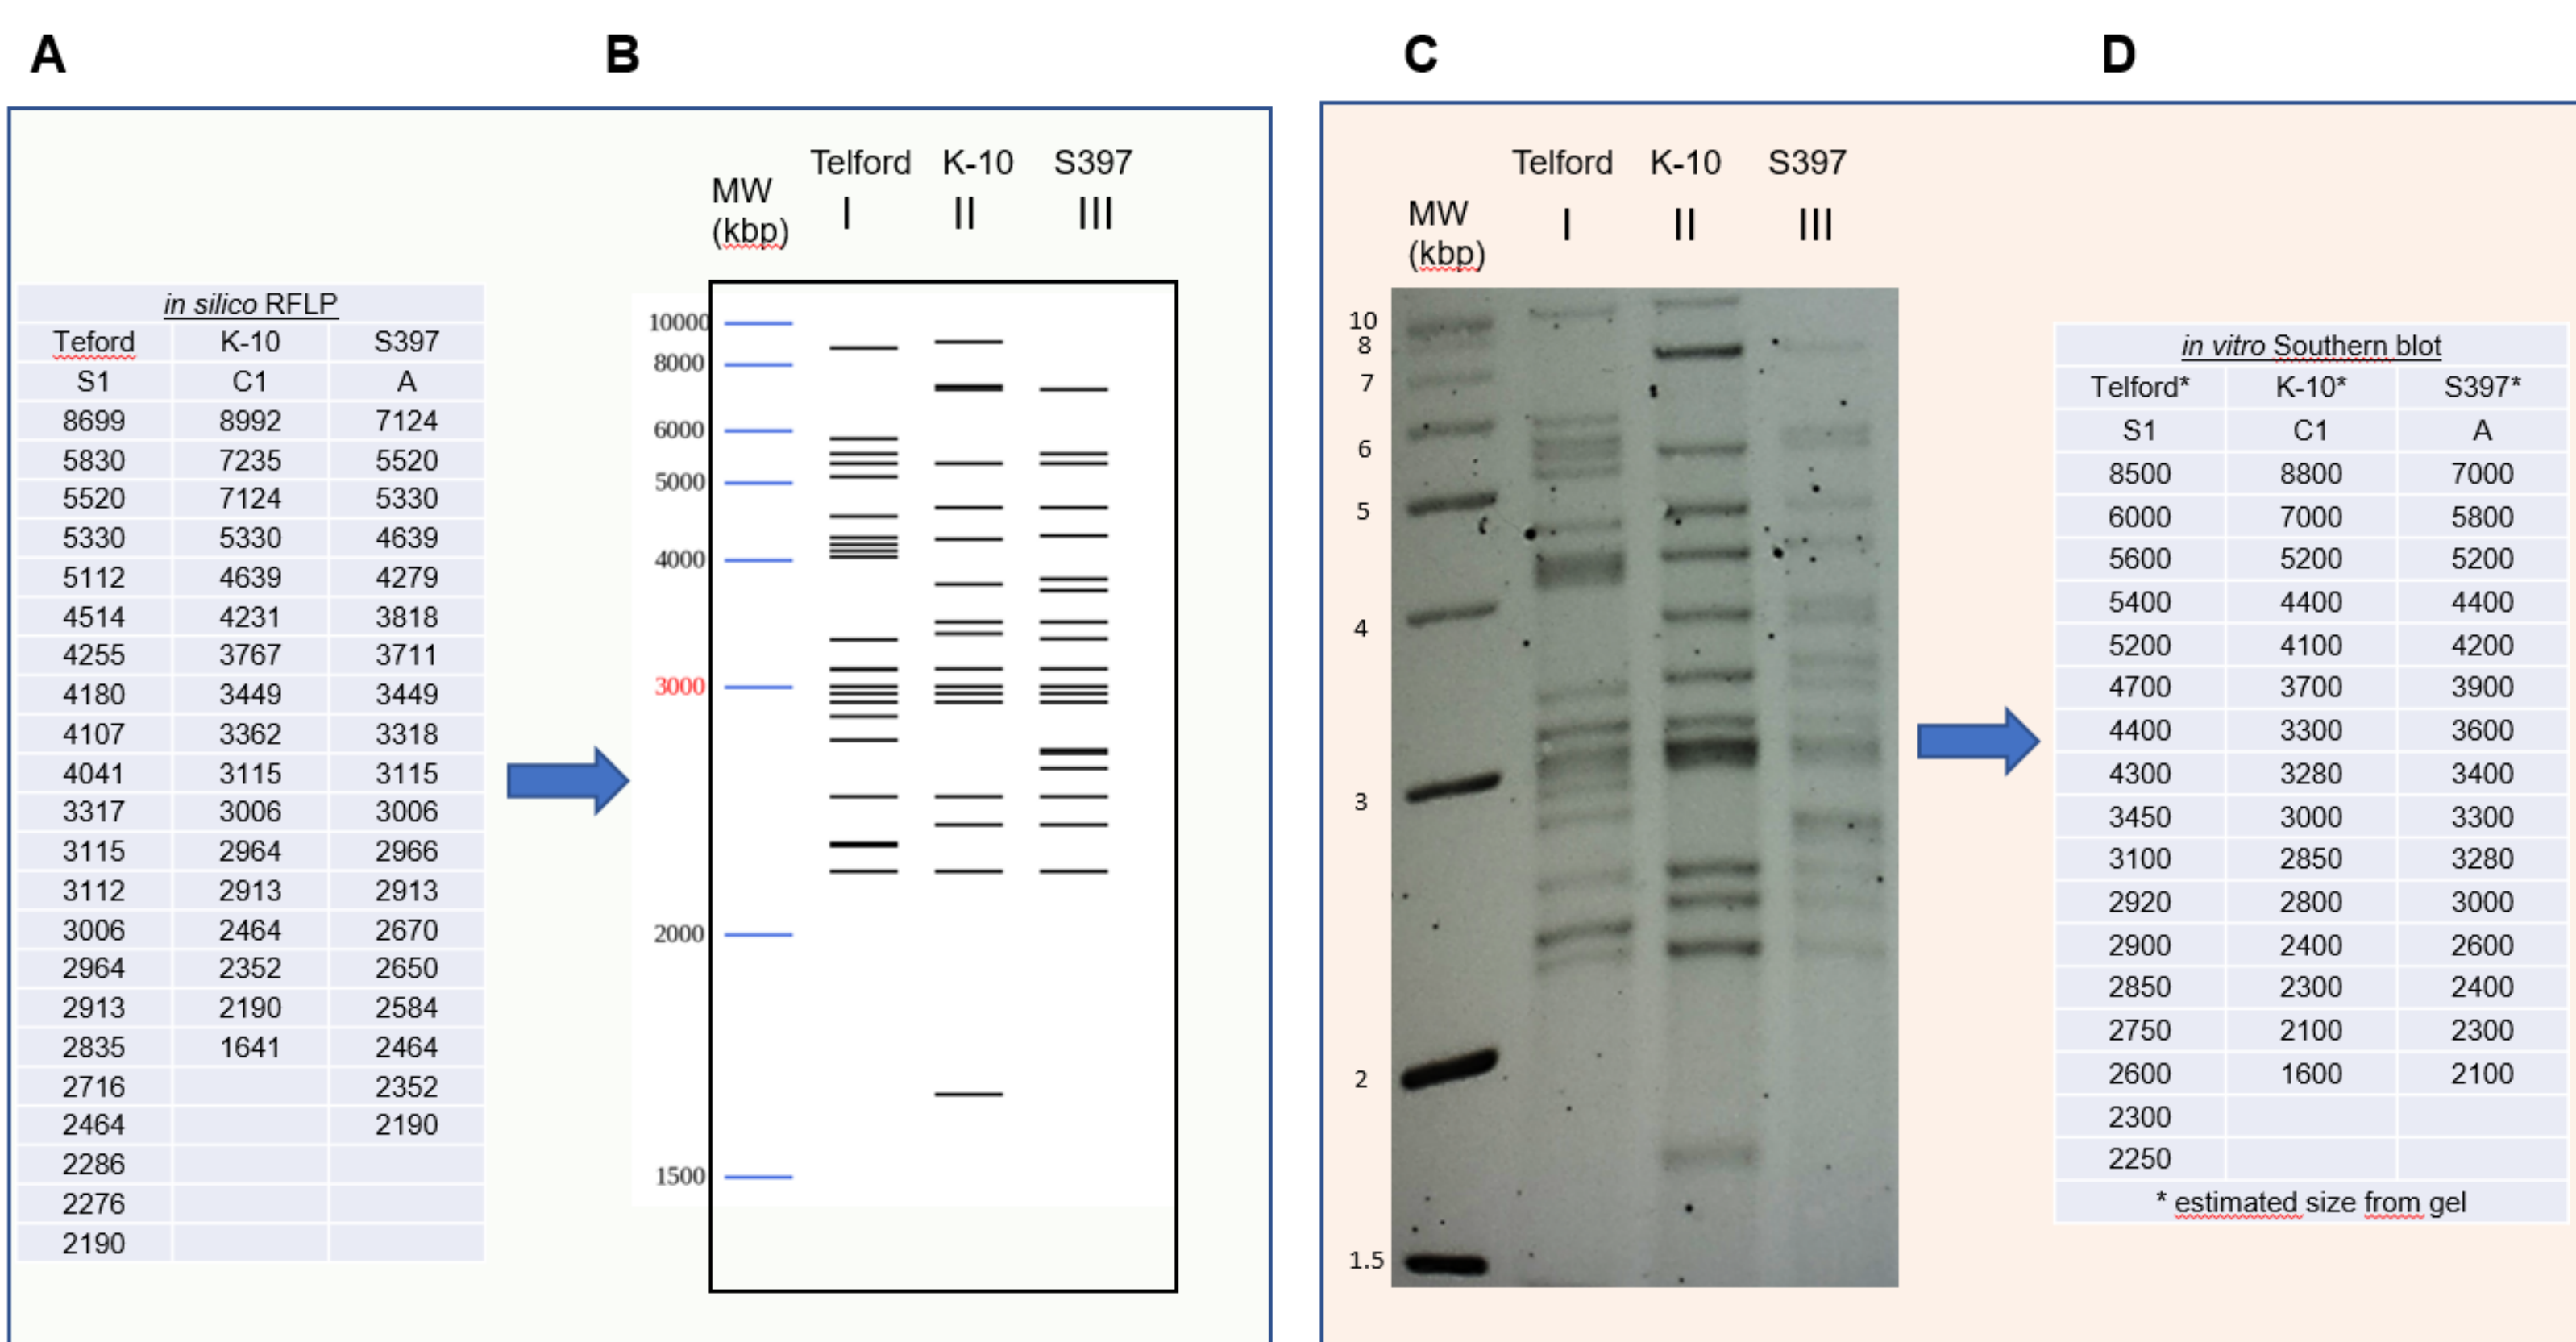 A B C D
in silico RFLP
Teford K-10 S397
S1 C1 A
8699 8992 7124
5830 7235 5520
5520 7124 5330
5330 5330 4639
5112 4639 4279
4514 4231 3818
4255 3767 3711
4180 3449 3449
4107 3362 3318
4041 3115 3115
3317 3006 3006
3115 2964 2966
3112 2913 2913
3006 2464 2670
2964 2352 2650
2913 2190 2584
2835 1641 2464
2716 2352
2464 2190
2286
2276
2190
Telford K-10 S397
MW
(kbp)
I II III
10000
8000
6000
5000
4000
3000
2000
1500
Telford K-10 S397
MW
(kbp)
I II III
10
8
7
6
5
4
3
2
1.5
in vitro Southern blot
Telford* K-10* S397*
S1 C1 A
8500 8800 7000
6000 7000 5800
5600 5200 5200
5400 4400 4400
5200 4100 4200
4700 3700 3900
4400 3300 3600
4300 3280 3400
3450 3000 3300
3100 2850 3280
2920 2800 3000
2900 2400 2600
2850 2300 2400
2750 2100 2300
2600 1600 2100
2300
2250
* estimated size from gel